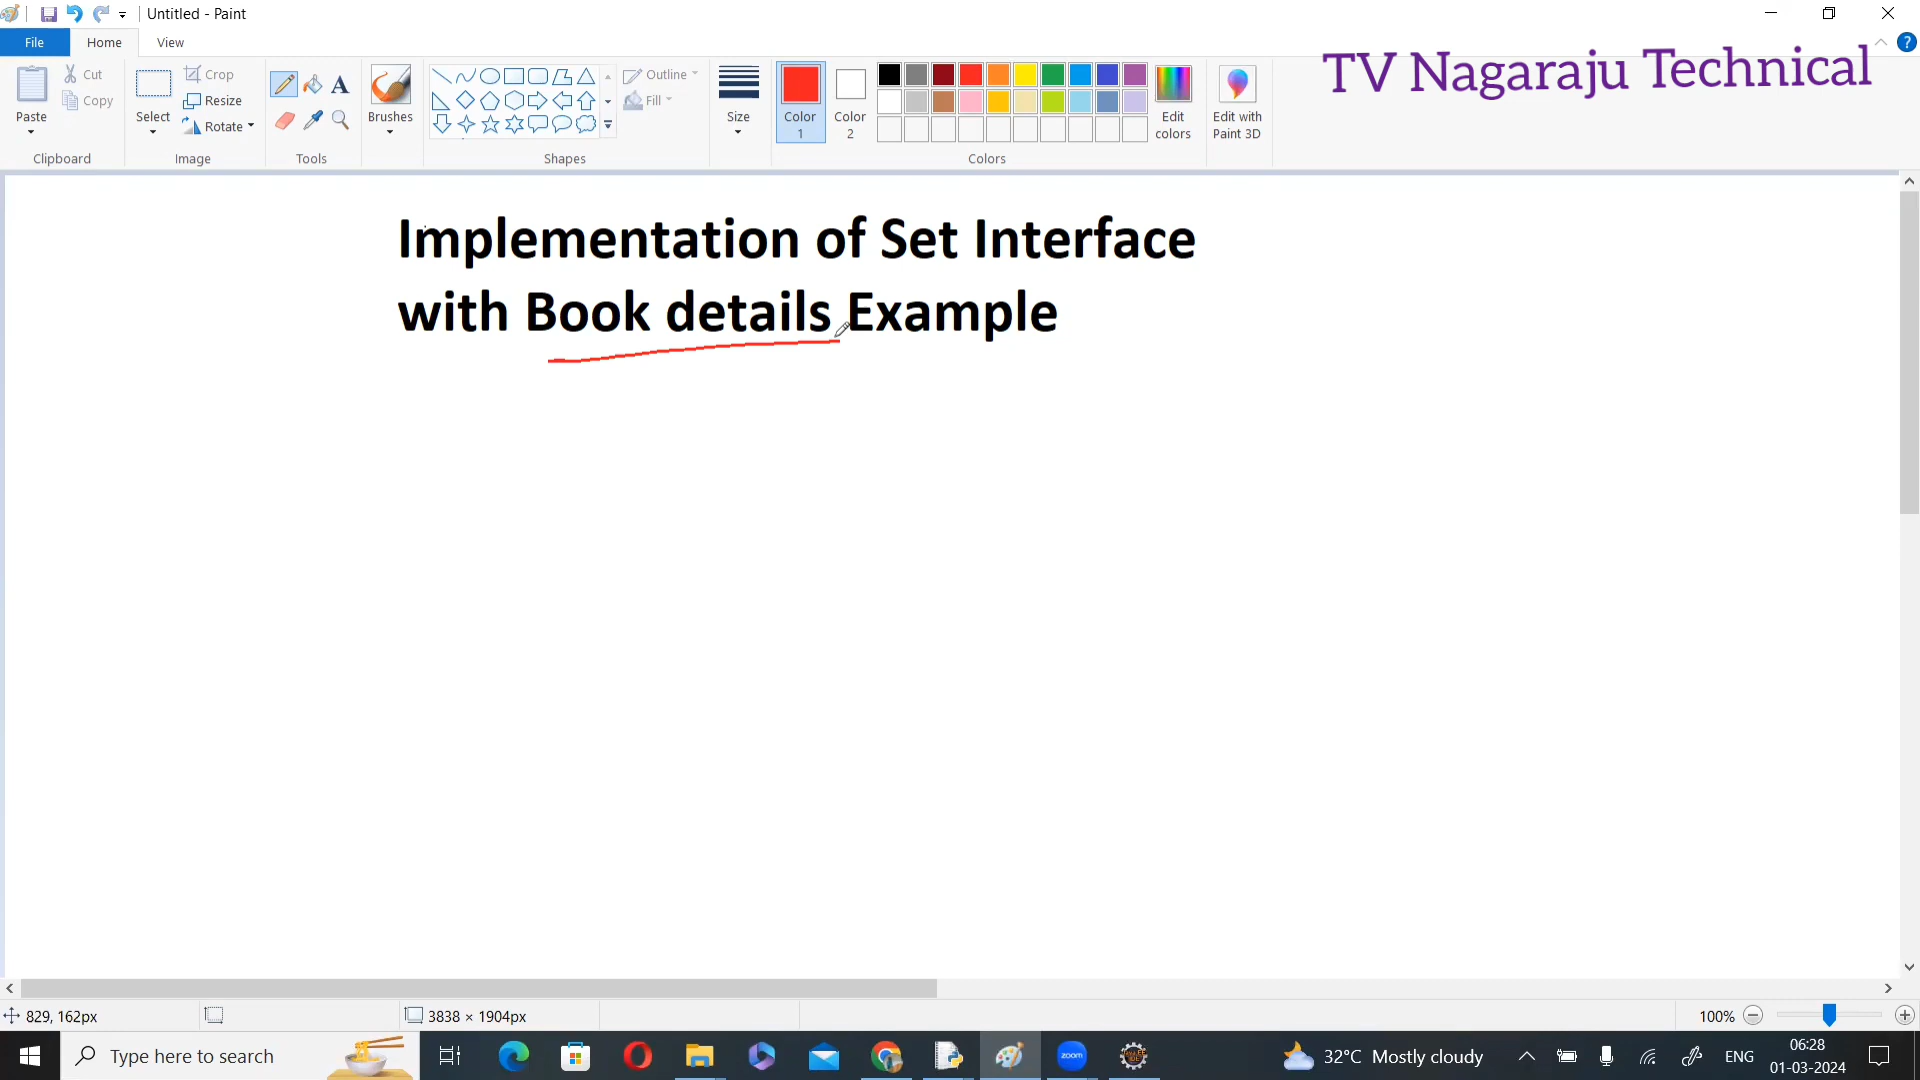 Untitled - Paint
File
Home
View
TV Nagaraju Technical
Paste
Cut
Copy
Clipboard
Select
Crop
Resize
Rotate
Image
Tools
Brushes
Outline
Fill
Shapes
Size
Color
1
Color
2
Edit
colors
Colors
Edit with
Paint 3D
Implementation of Set Interface
with Book details Example
829, 162px
3838 × 1904px
100%
Type here to search
zoom
32°C Mostly cloudy
ENG
06:28
01-03-2024